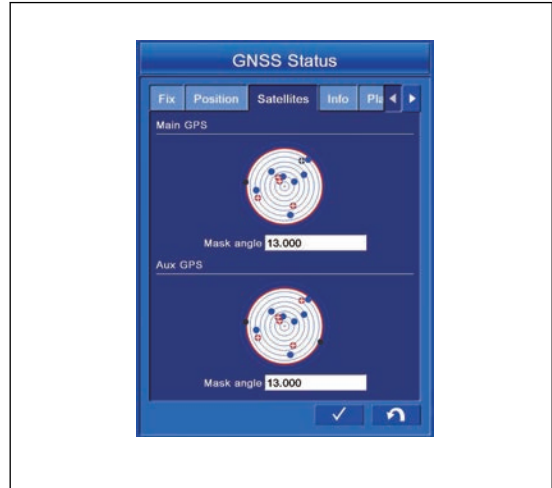 GNSS Status
Fix Position Satellites Info
Main GPS
Mask angle 13.000
Aux GPS
Mask angle 13.000